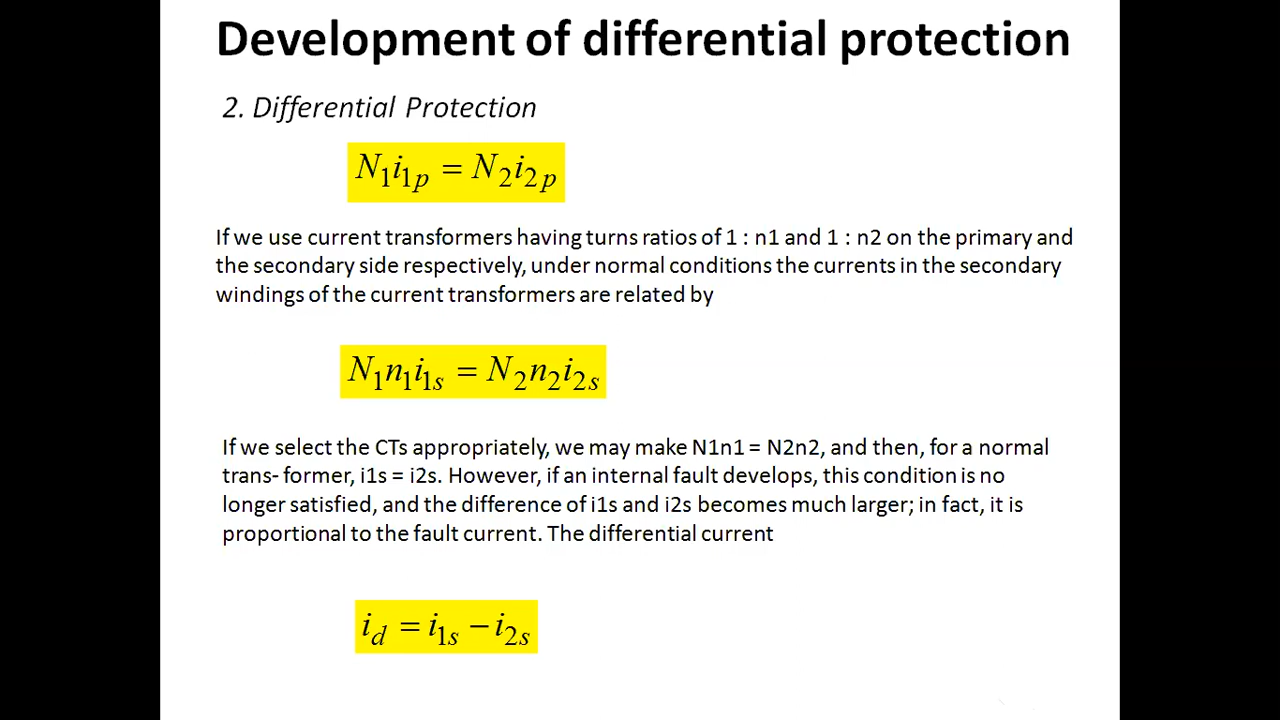 Development of differential protection
2. Differential Protection
N₁i₁ₚ = N₂i₂ₚ
If we use current transformers having turns ratios of 1 : n1 and 1 : n2 on the primary and
the secondary side respectively, under normal conditions the currents in the secondary
windings of the current transformers are related by
N₁n₁i₁ₛ = N₂n₂i₂ₛ
If we select the CTs appropriately, we may make N1n1 = N2n2, and then, for a normal
trans- former, i1s = i2s. However, if an internal fault develops, this condition is no
longer satisfied, and the difference of i1s and i2s becomes much larger; in fact, it is
proportional to the fault current. The differential current
i_d = i₁ₛ − i₂ₛ